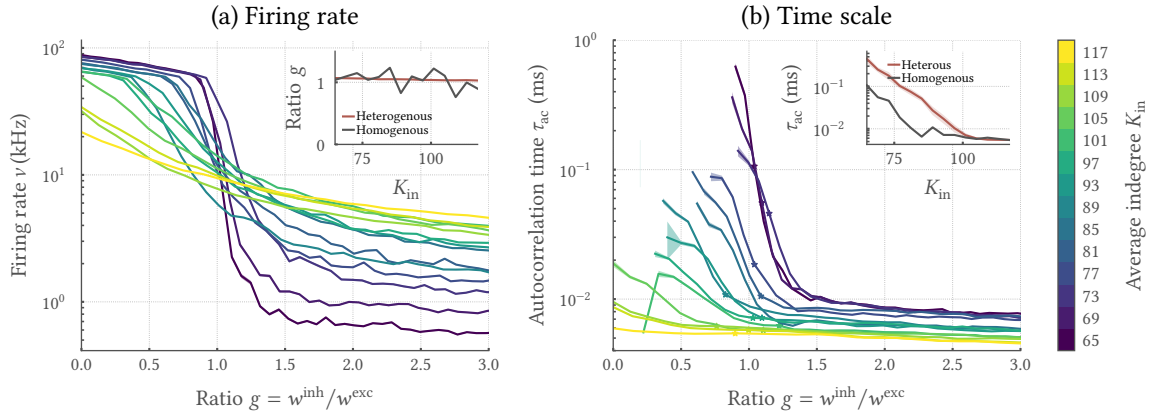 (a) Firing rate
(b) Time scale
10²
10¹
10⁰
Firing rate ν (kHz)
0.0 0.5 1.0 1.5 2.0 2.5 3.0
Ratio g = w^inh/w^exc
Ratio g
1
0
Heterogenous
Homogenous
75 100
K_in
10⁰
10⁻¹
10⁻²
Autocorrelation time τ_ac (ms)
0.0 0.5 1.0 1.5 2.0 2.5 3.0
Ratio g = w^inh/w^exc
τ_ac (ms)
10⁻¹
10⁻²
Heterous
Homogenous
75 100
K_in
117
113
109
105
101
97
93
89
85
81
77
73
69
65
Average indegree K_in